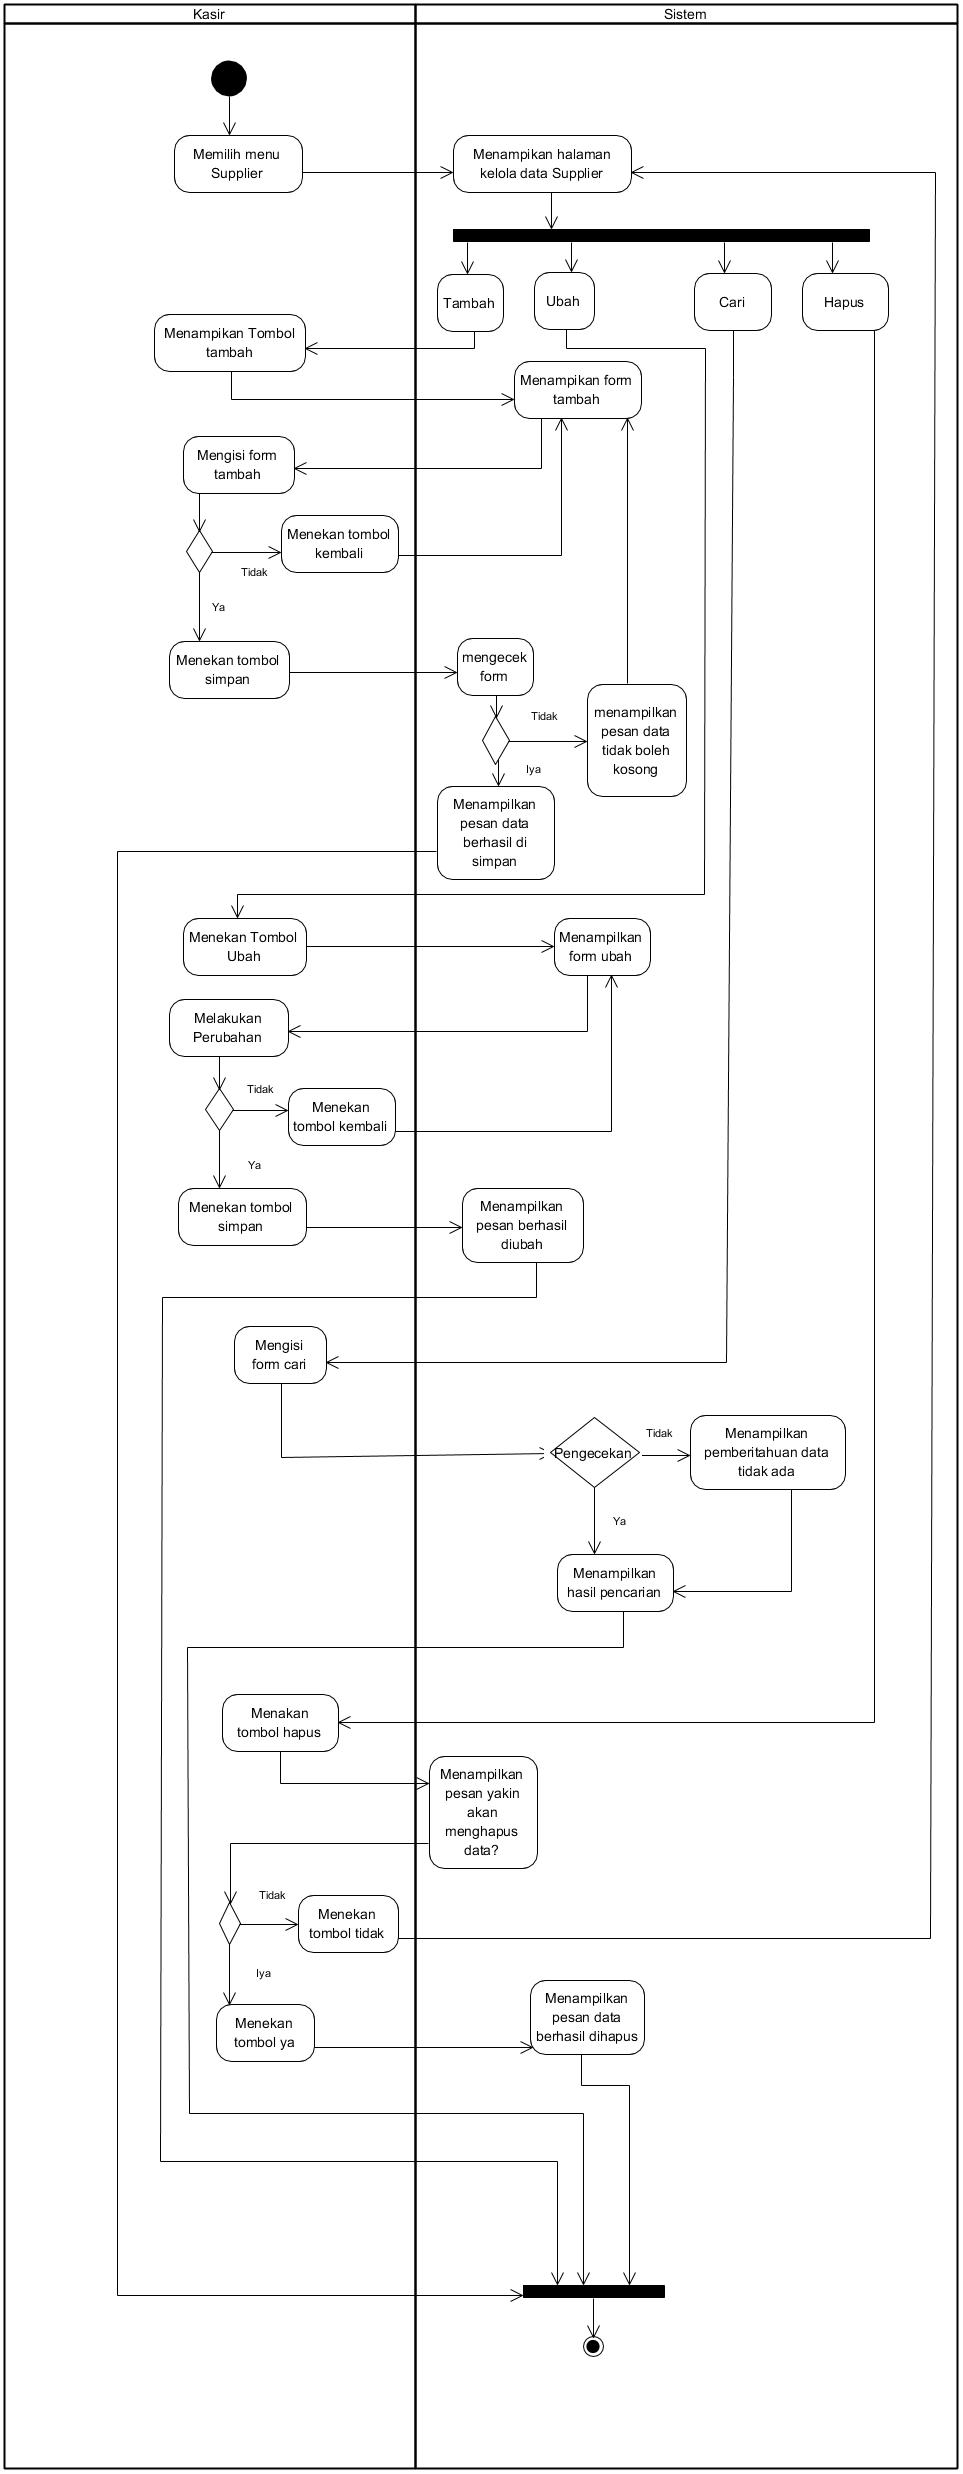 Kasir
Sistem
Memilih menu
Supplier
Menampikan halaman
kelola data Supplier
Tambah
Ubah
Cari
Hapus
Menampikan Tombol
tambah
Menampikan form
tambah
Mengisi form
tambah
Menekan tombol
kembali
Tidak
Ya
Menekan tombol
simpan
mengecek
form
Tidak
menampilkan
pesan data
tidak boleh
kosong
Iya
Menampilkan
pesan data
berhasil di
simpan
Menekan Tombol
Ubah
Menampilkan
form ubah
Melakukan
Perubahan
Tidak
Menekan
tombol kembali
Ya
Menekan tombol
simpan
Menampilkan
pesan berhasil
diubah
Mengisi
form cari
Pengecekan
Tidak
Menampilkan
pemberitahuan data
tidak ada
Ya
Menampilkan
hasil pencarian
Menakan
tombol hapus
Menampilkan
pesan yakin
akan
menghapus
data?
Tidak
Menekan
tombol tidak
Iya
Menekan
tombol ya
Menampilkan
pesan data
berhasil dihapus